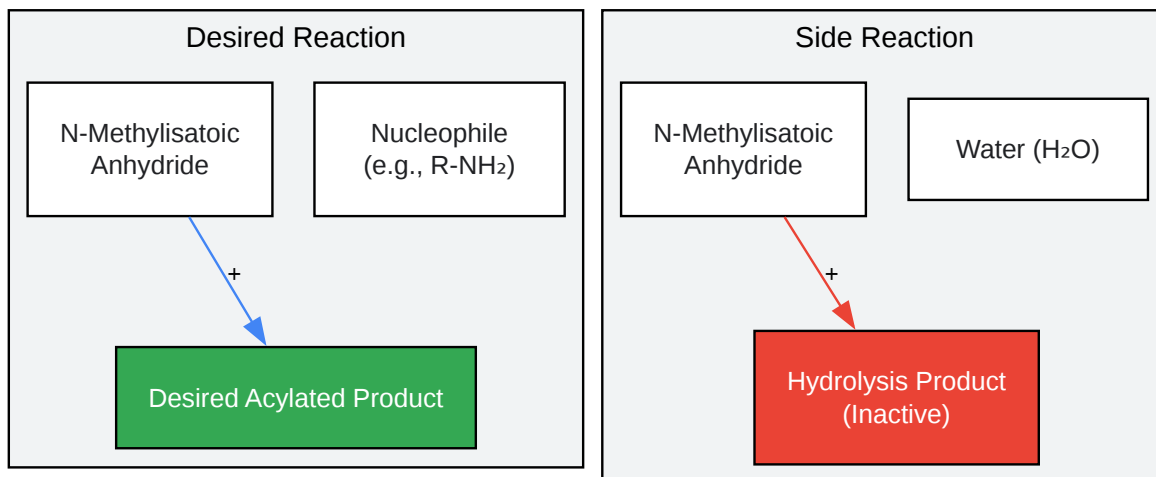 Desired Reaction
N-Methylisatoic
Anhydride
Nucleophile
(e.g., R-NH₂)
+
Desired Acylated Product
Side Reaction
N-Methylisatoic
Anhydride
Water (H₂O)
+
Hydrolysis Product
(Inactive)